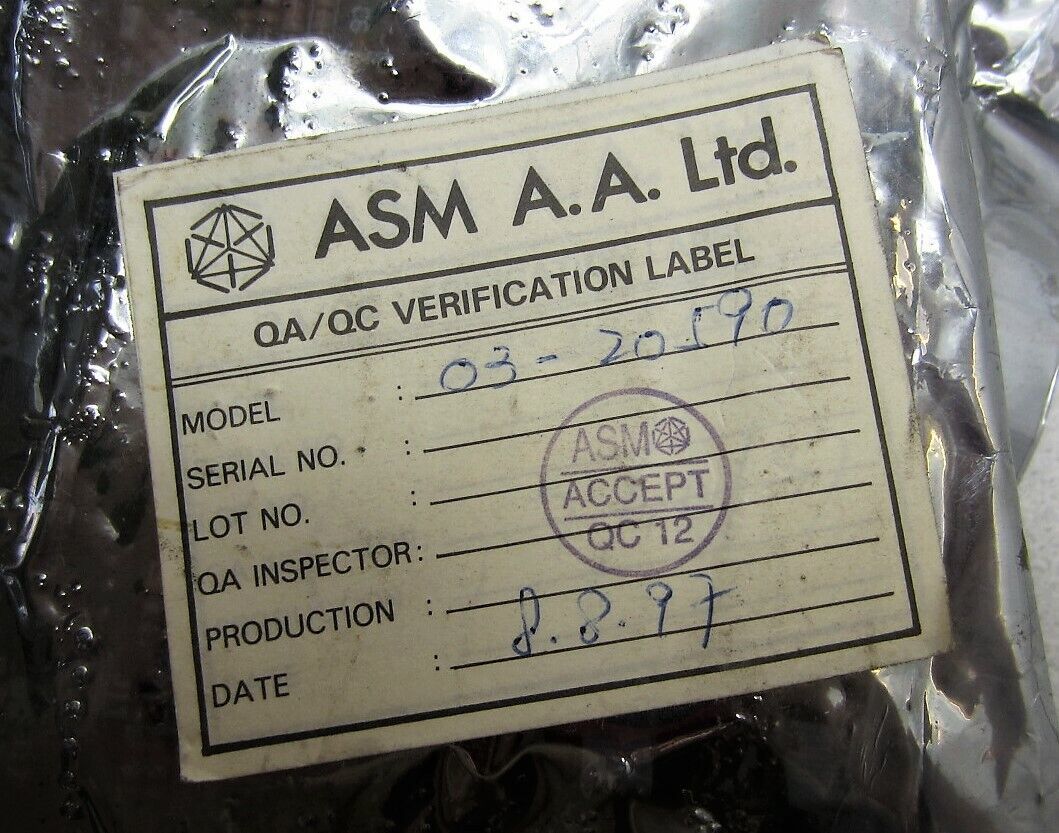 ASM A.A. Ltd.
QA/QC VERIFICATION LABEL
MODEL : 03-20590
SERIAL NO. :
LOT NO. :
QA INSPECTOR :
PRODUCTION :
DATE : 8.8.97
ASM
ACCEPT
QC 12